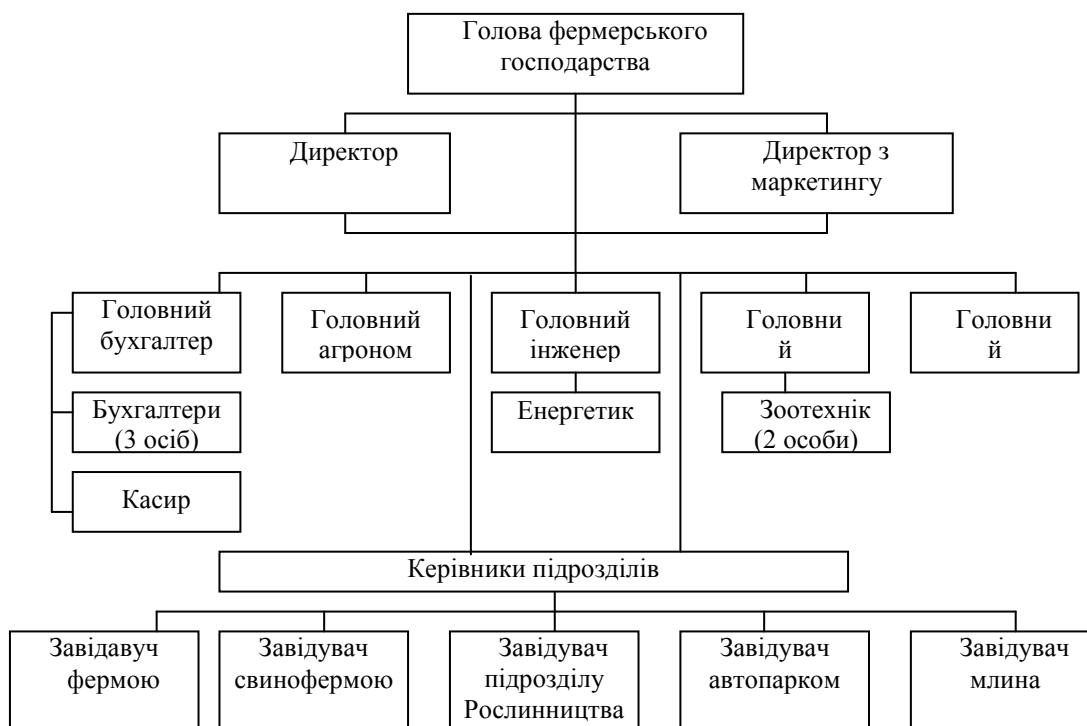 Голова фермерського
господарства
Директор
Директор з
маркетингу
Головний
бухгалтер
Головний
агроном
Головний
інженер
Головни
й
Головни
й
Бухгалтери
(3 осіб)
Енергетик
Зоотехнік
(2 особи)
Касир
Керівники підрозділів
Завідавуч
фермою
Завідувач
свинофермою
Завідувач
підрозділу
Рослинництва
Завідувач
автопарком
Завідувач
млина